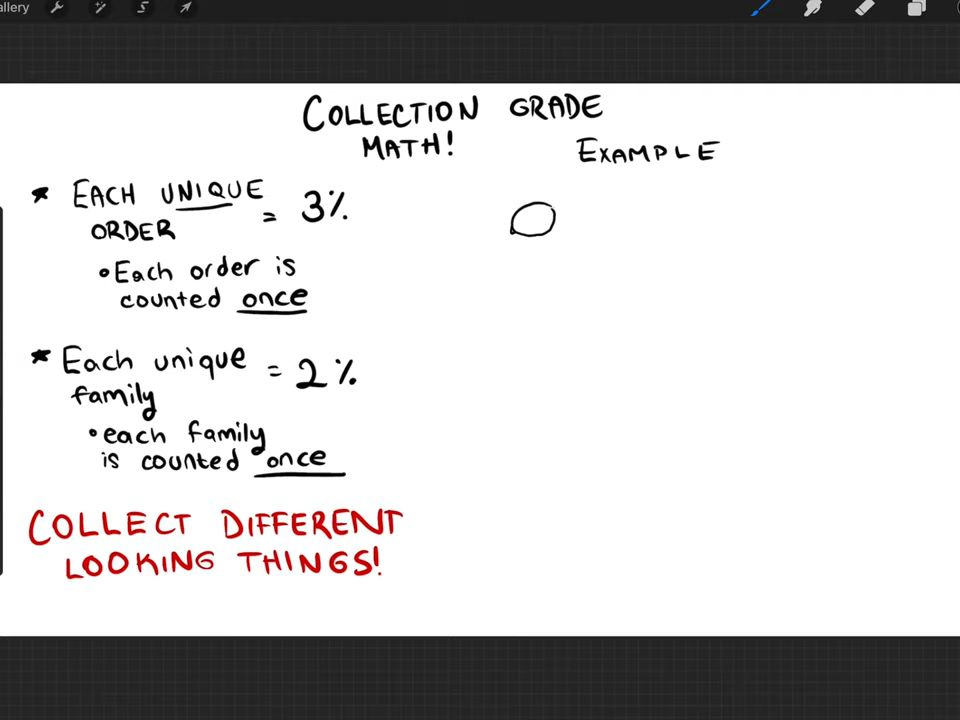 allery
COLLECTION GRADE
MATH!
EXAMPLE
* EACH UNIQUE
ORDER = 3%
• Each order is
counted once
* Each unique
family = 2%
• each family
is counted once
COLLECT DIFFERENT
LOOKING THINGS!